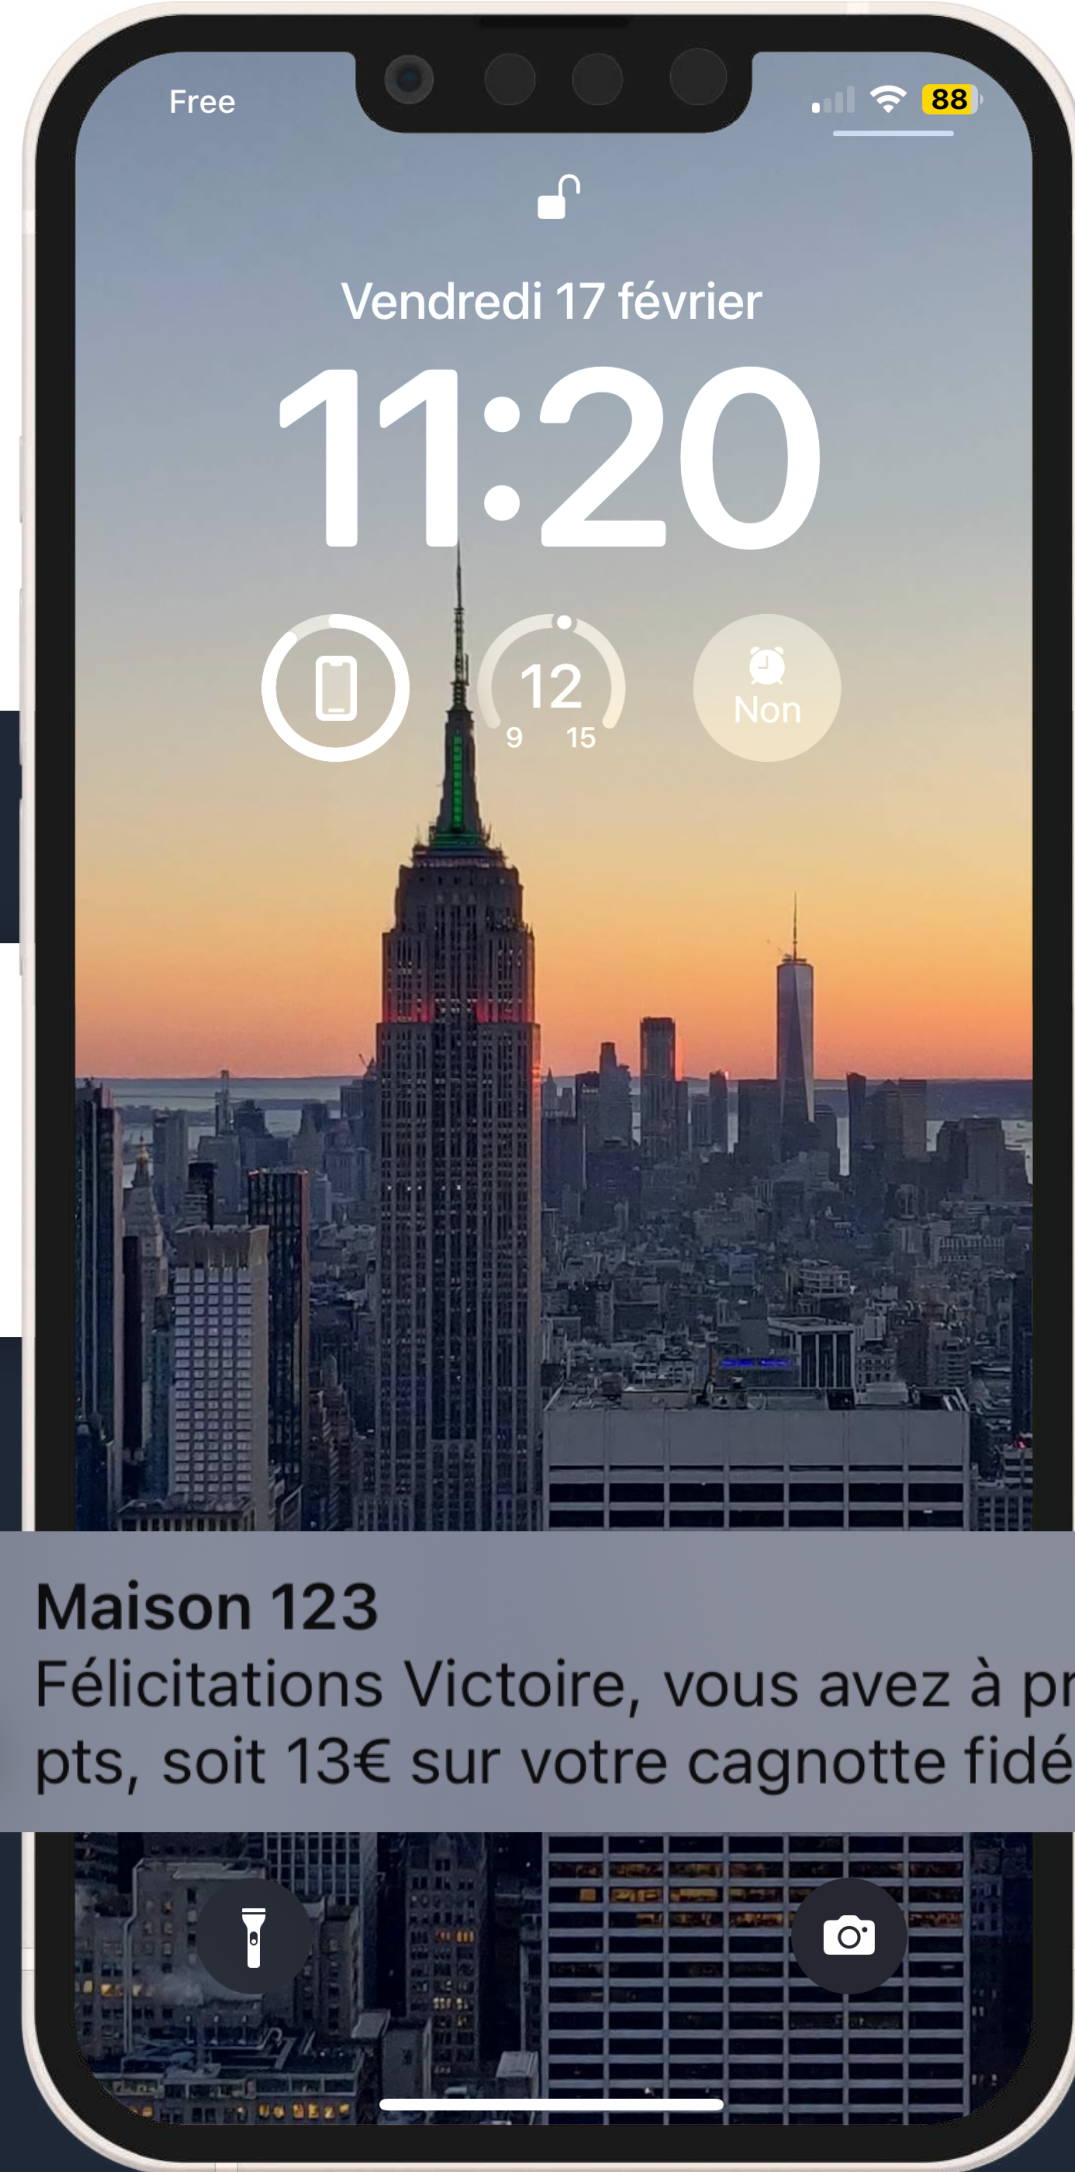 Free
88
Vendredi 17 février
11:20
12
9 15
Non
Maison 123
Félicitations Victoire, vous avez à
pts, soit 13€ sur votre cagnotte